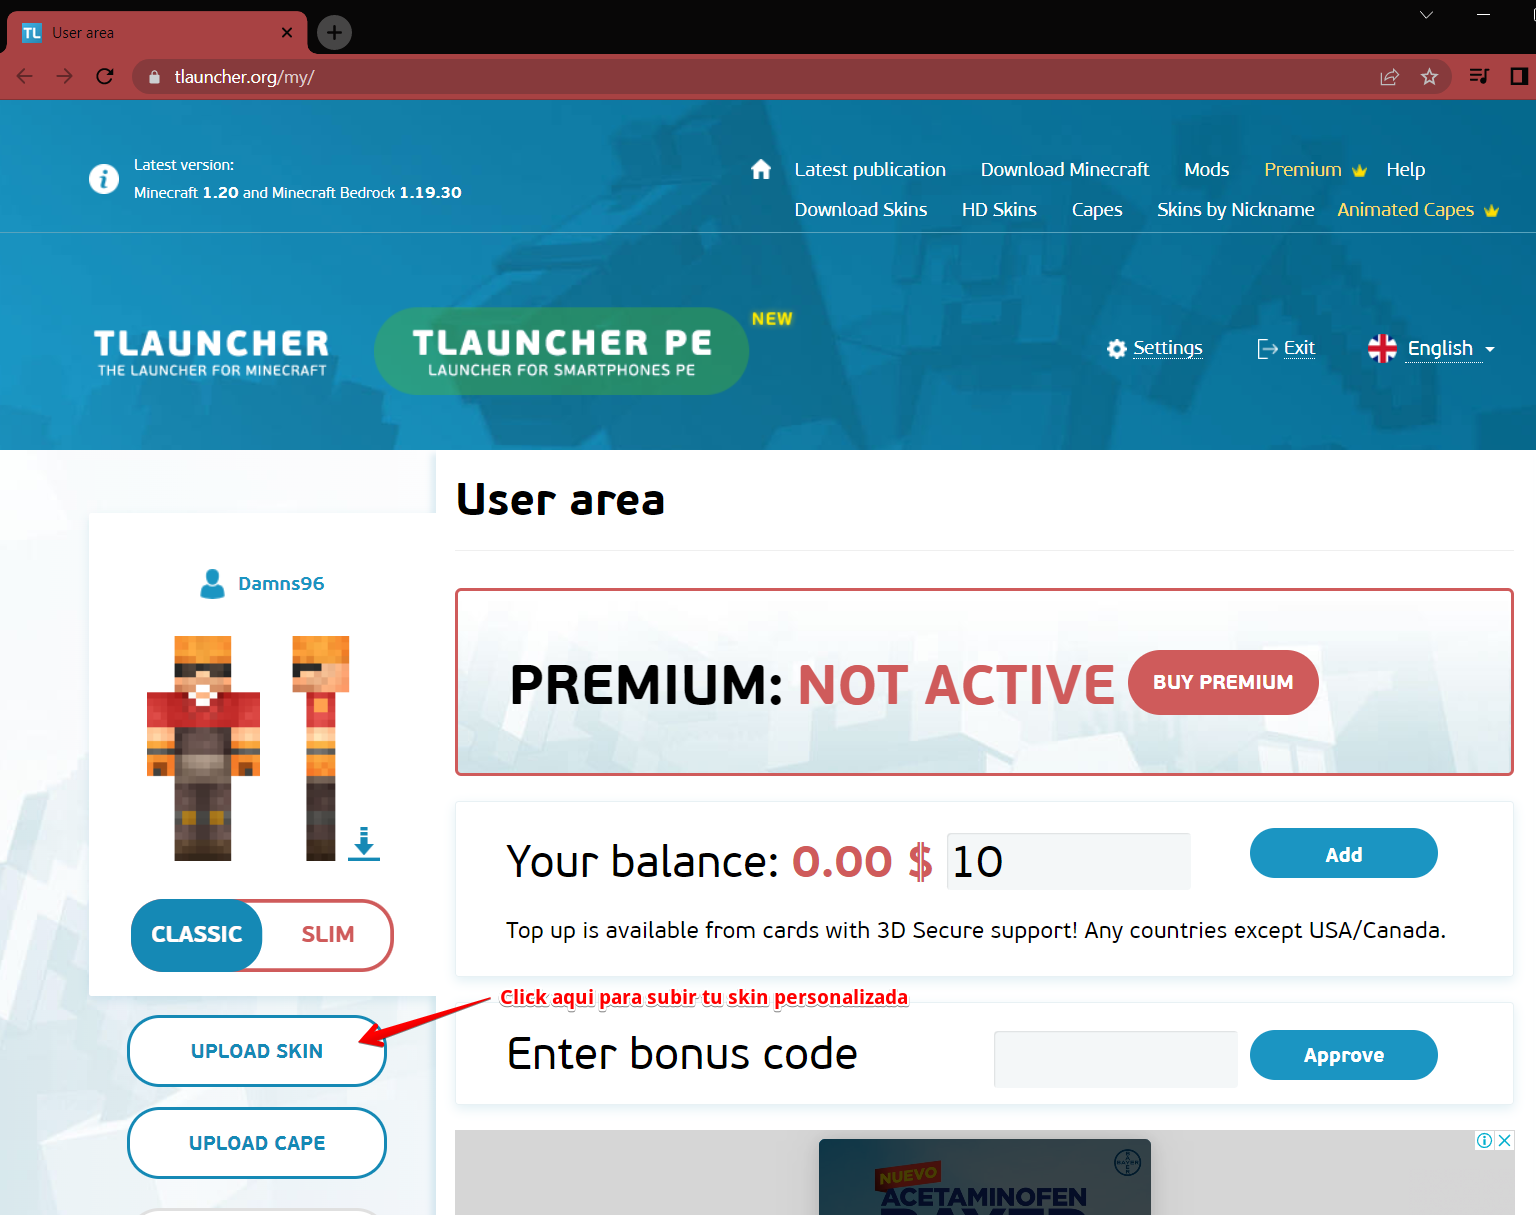 TL User area
tlauncher.org/my/
Latest version:
Minecraft 1.20 and Minecraft Bedrock 1.19.30
Latest publication Download Minecraft Mods Premium Help
Download Skins HD Skins Capes Skins by Nickname Animated Capes
TLAUNCHER
THE LAUNCHER FOR MINECRAFT
TLAUNCHER PE
LAUNCHER FOR SMARTPHONES PE
NEW
Settings Exit English
User area
Damns96
CLASSIC SLIM
UPLOAD SKIN
UPLOAD CAPE
PREMIUM: NOT ACTIVE BUY PREMIUM
Your balance: 0.00 $ 10 Add
Top up is available from cards with 3D Secure support! Any countries except USA/Canada.
Click aqui para subir tu skin personalizada
Enter bonus code Approve
NUEVO
ACETAMINOFEN
BAYER